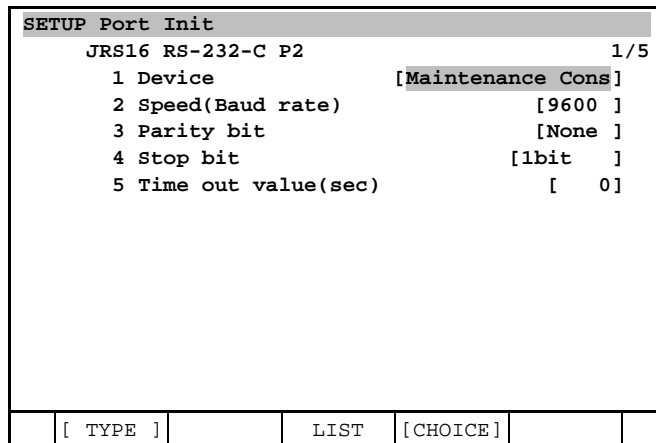 SETUP Port Init
JRS16 RS-232-C P2 1/5
1 Device [Maintenance Cons]
2 Speed(Baud rate) [9600 ]
3 Parity bit [None ]
4 Stop bit [1bit ]
5 Time out value(sec) [ 0]
[ TYPE ] LIST [CHOICE]